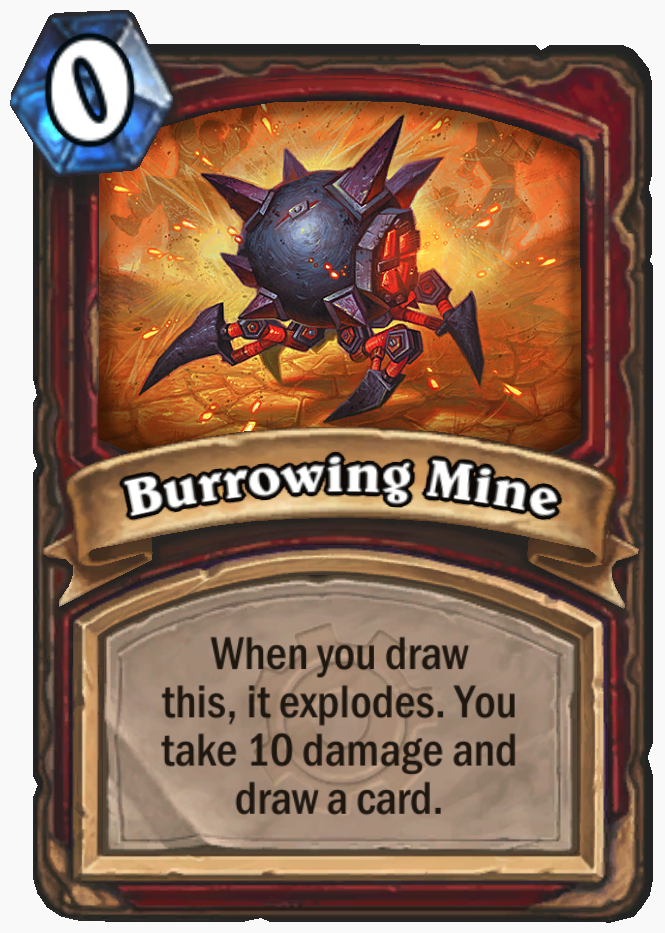 0
Burrowing Mine
When you draw
this, it explodes. You
take 10 damage and
draw a card.